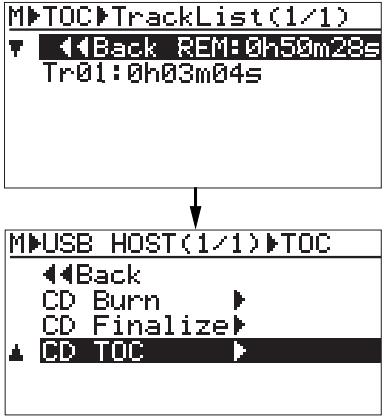 M▶TOC▶TrackList(1/1)
▼ ◀◀Back REM:0h50m28s
Tr01:0h03m04s
M▶USB HOST(1/1)▶TOC
◀◀Back
CD Burn ▶
CD Finalize▶
▲ CD TOC ▶